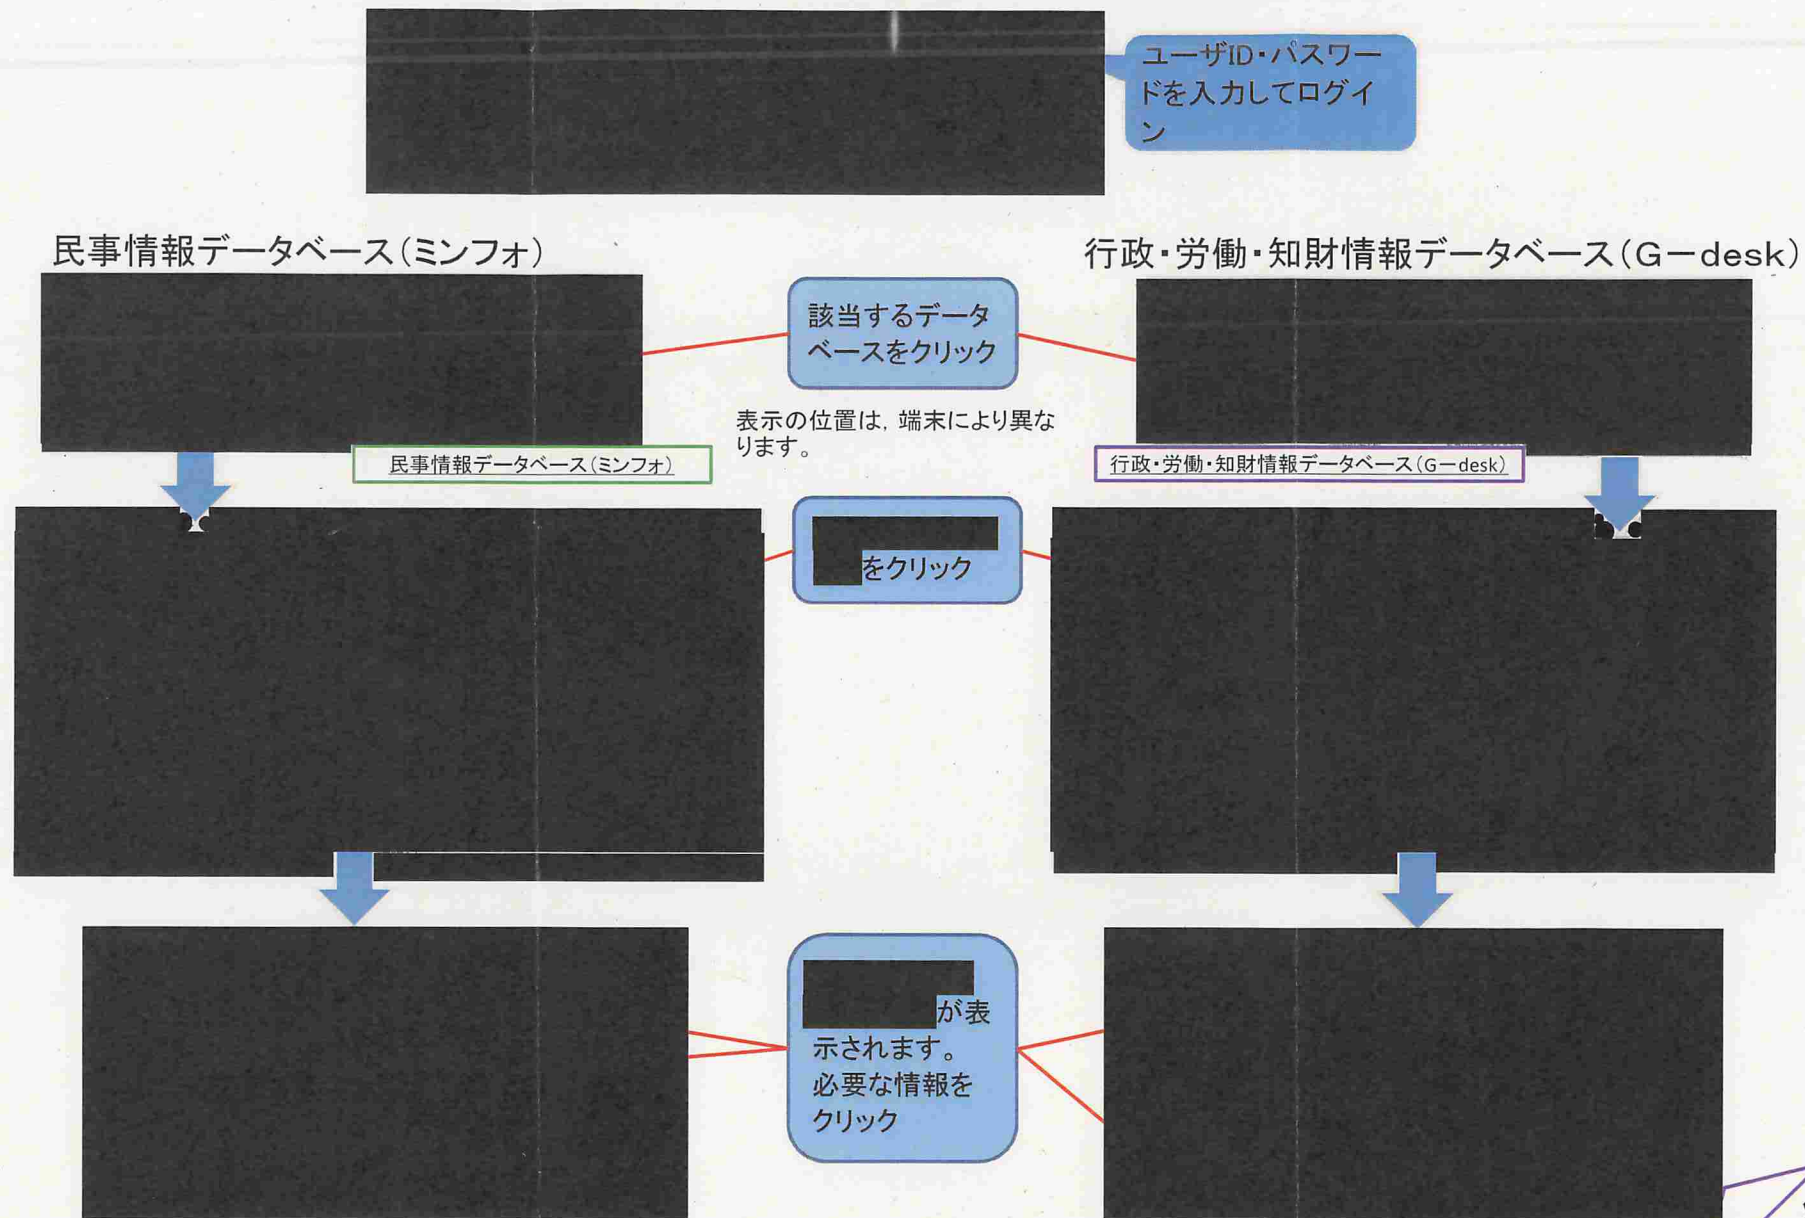 ユーザID・パスワー
ドを入力してログイ
ン
民事情報データベース(ミンフォ)
行政・労働・知財情報データベース(G－desk)
該当するデータ
ベースをクリック
表示の位置は，端末により異な
ります。
民事情報データベース(ミンフォ)
行政・労働・知財情報データベース(G－desk)
をクリック
が表
示されます。
必要な情報を
クリック